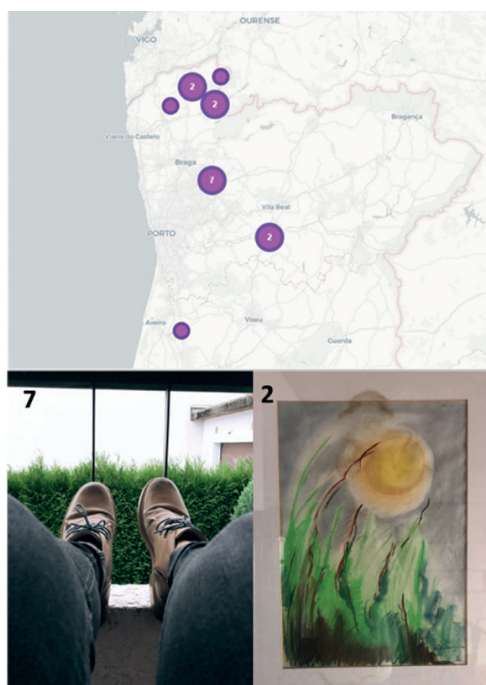 OURENSE
VIGO
2
2
Viana do Castelo
Bragança
Braga
7
Vila Real
PORTO
2
Aveiro
Viseu
Guarda
7
2